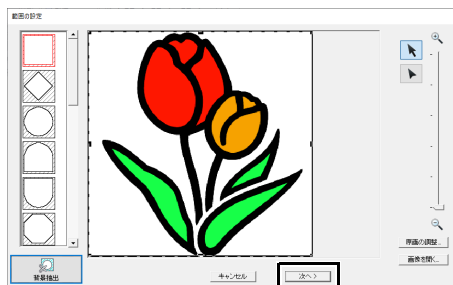 範囲の設定
原画の調整...
画像を開く...
背景抽出
キャンセル
次へ >